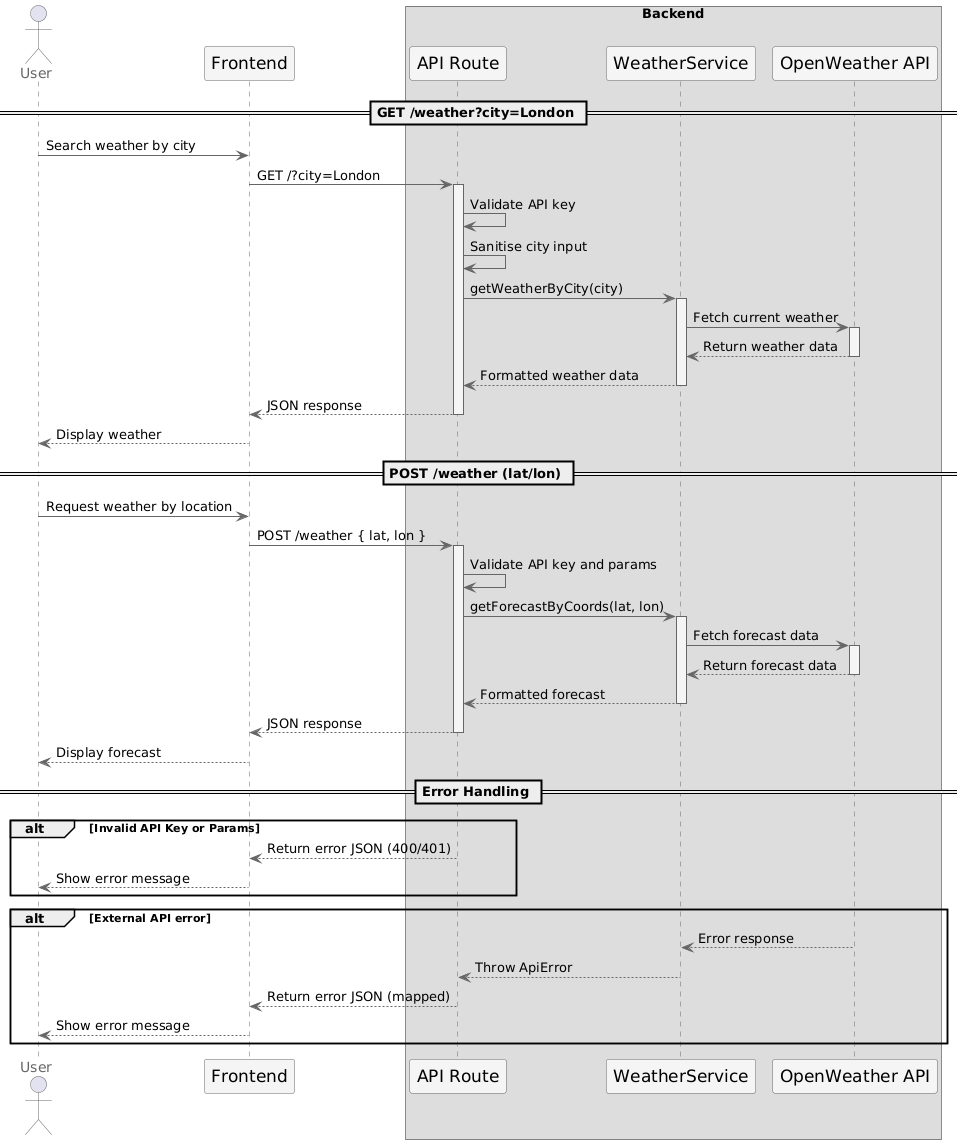 Backend
User
Frontend
API Route
WeatherService
OpenWeather API
GET /weather?city=London
Search weather by city
GET /?city=London
Validate API key
Sanitise city input
getWeatherByCity(city)
Fetch current weather
Return weather data
Formatted weather data
JSON response
Display weather
POST /weather (lat/lon)
Request weather by location
POST /weather { lat, lon }
Validate API key and params
getForecastByCoords(lat, lon)
Fetch forecast data
Return forecast data
Formatted forecast
JSON response
Display forecast
Error Handling
alt [Invalid API Key or Params]
Return error JSON (400/401)
Show error message
alt [External API error]
Error response
Throw ApiError
Return error JSON (mapped)
Show error message
User
Frontend
API Route
WeatherService
OpenWeather API